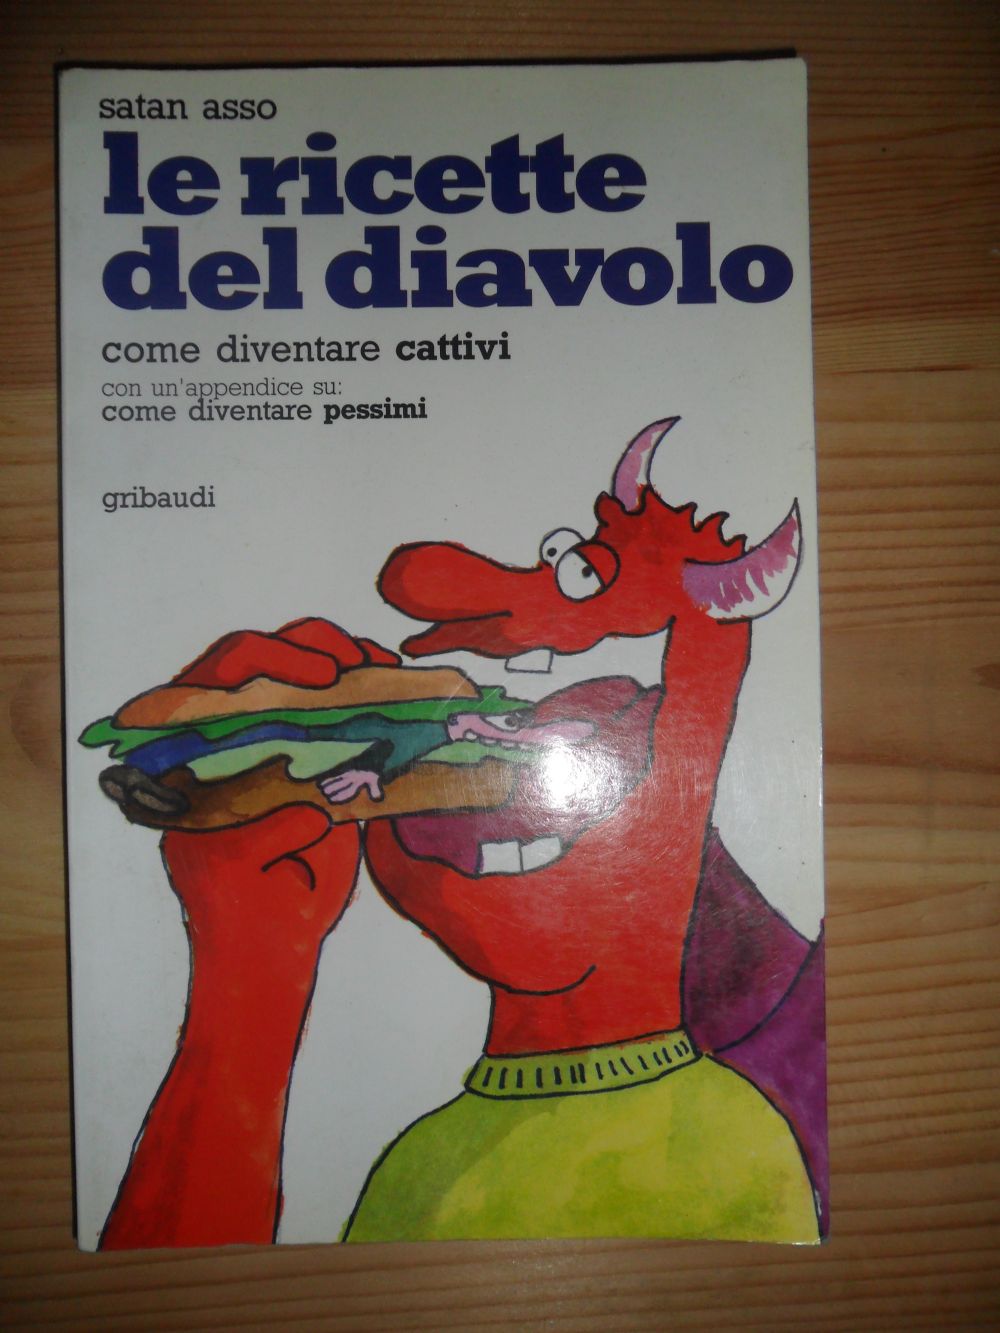 satan asso
le ricette
del diavolo
come diventare cattivi
con un'appendice su:
come diventare pessimi
gribaudi